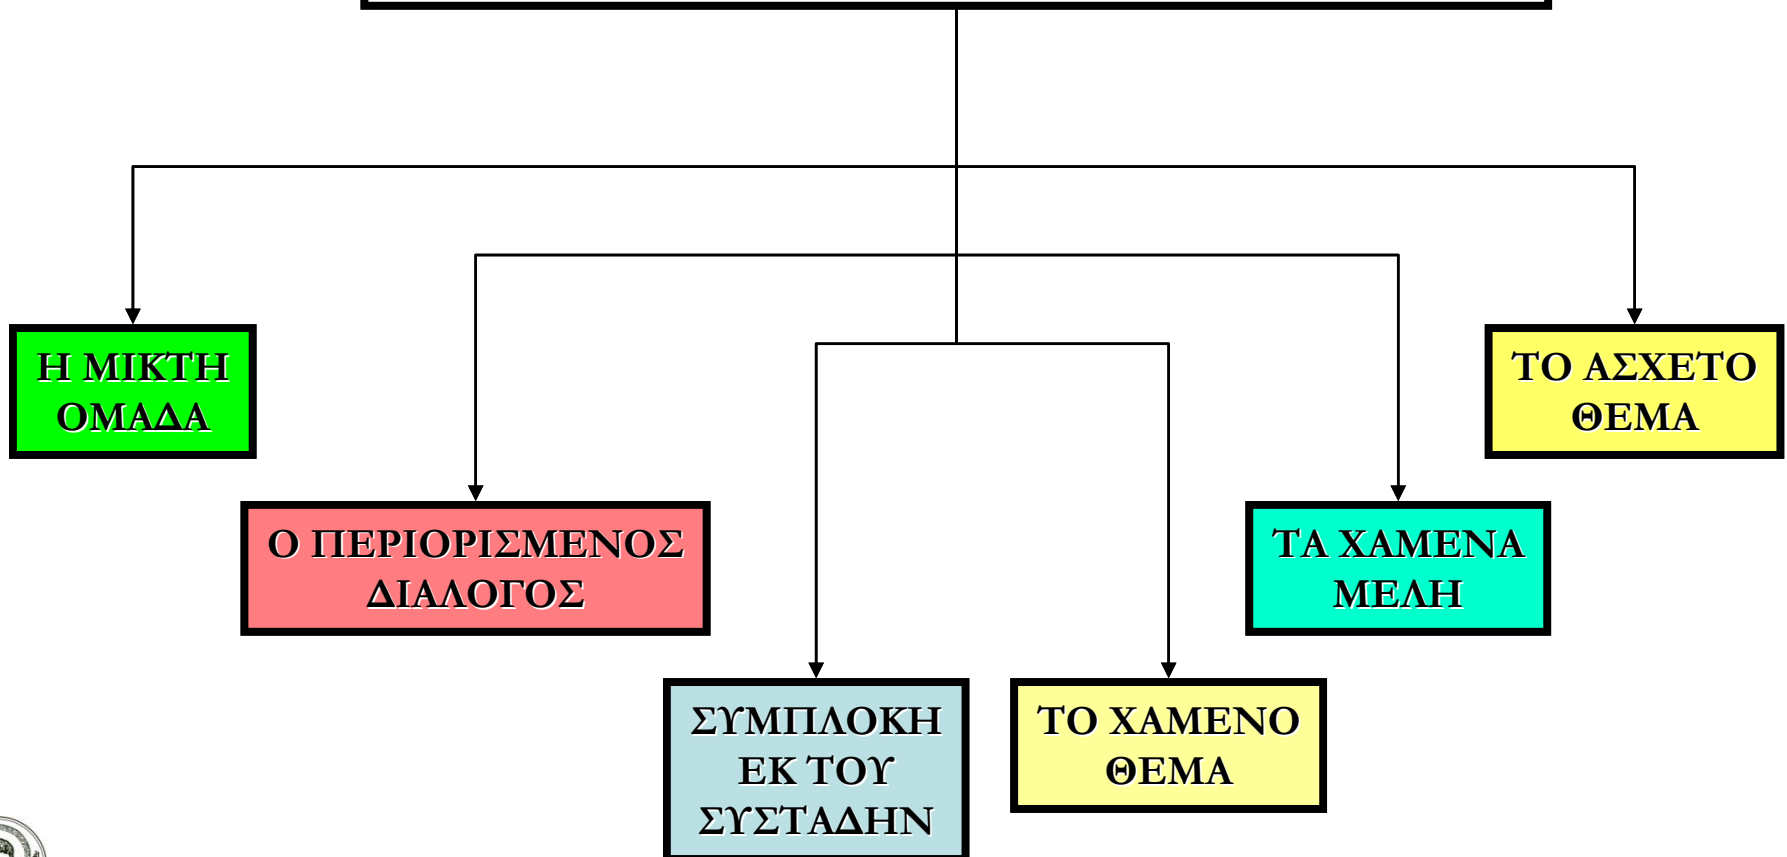 Η ΜΙΚΤΗ
ΟΜΑΔΑ
ΤΟ ΑΣΧΕΤΟ
ΘΕΜΑ
Ο ΠΕΡΙΟΡΙΣΜΕΝΟΣ
ΔΙΑΛΟΓΟΣ
ΤΑ ΧΑΜΕΝΑ
ΜΕΛΗ
ΣΥΜΠΛΟΚΗ
ΕΚ ΤΟΥ
ΣΥΣΤΑΔΗΝ
ΤΟ ΧΑΜΕΝΟ
ΘΕΜΑ